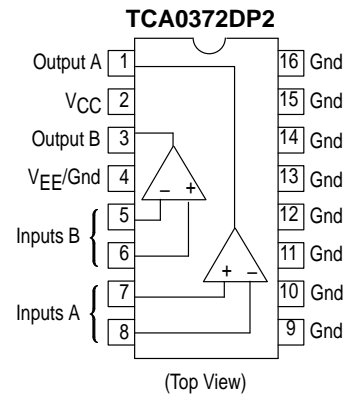 TCA0372DP2
Output A 1 16 Gnd
VCC 2 15 Gnd
Output B 3 14 Gnd
VEE/Gnd 4 13 Gnd
Inputs B
5 12 Gnd
– +
6 11 Gnd
Inputs A
7 10 Gnd
+ –
8 9 Gnd
(Top View)